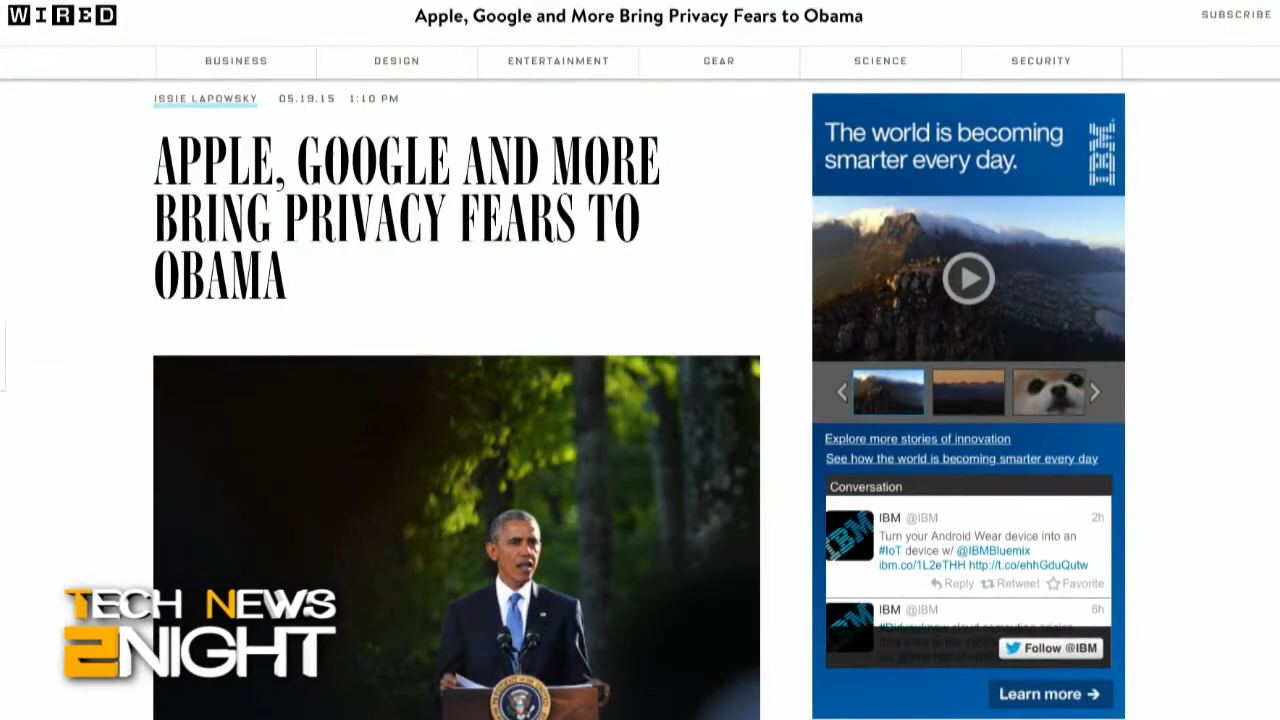 WIRED
Apple, Google and More Bring Privacy Fears to Obama
SUBSCRIBE
BUSINESS
DESIGN
ENTERTAINMENT
GEAR
SCIENCE
SECURITY
ISSIE LAPOWSKY 05.19.15 1:10 PM
APPLE, GOOGLE AND MORE
BRING PRIVACY FEARS TO
OBAMA
The world is becoming
smarter every day.
IBM
Explore more stories of innovation
See how the world is becoming smarter every day
Conversation
IBM @IBM 2h
Turn your Android Wear device into an
#IoT device w/ @IBMBluemix
ibm.co/1L2eTHH http://t.co/ehhGduQutw
Reply Retweet Favorite
IBM
IBM @IBM 6h
#Didyouknow cloud computing
Follow @IBM
Learn more
TECH NEWS
2NIGHT